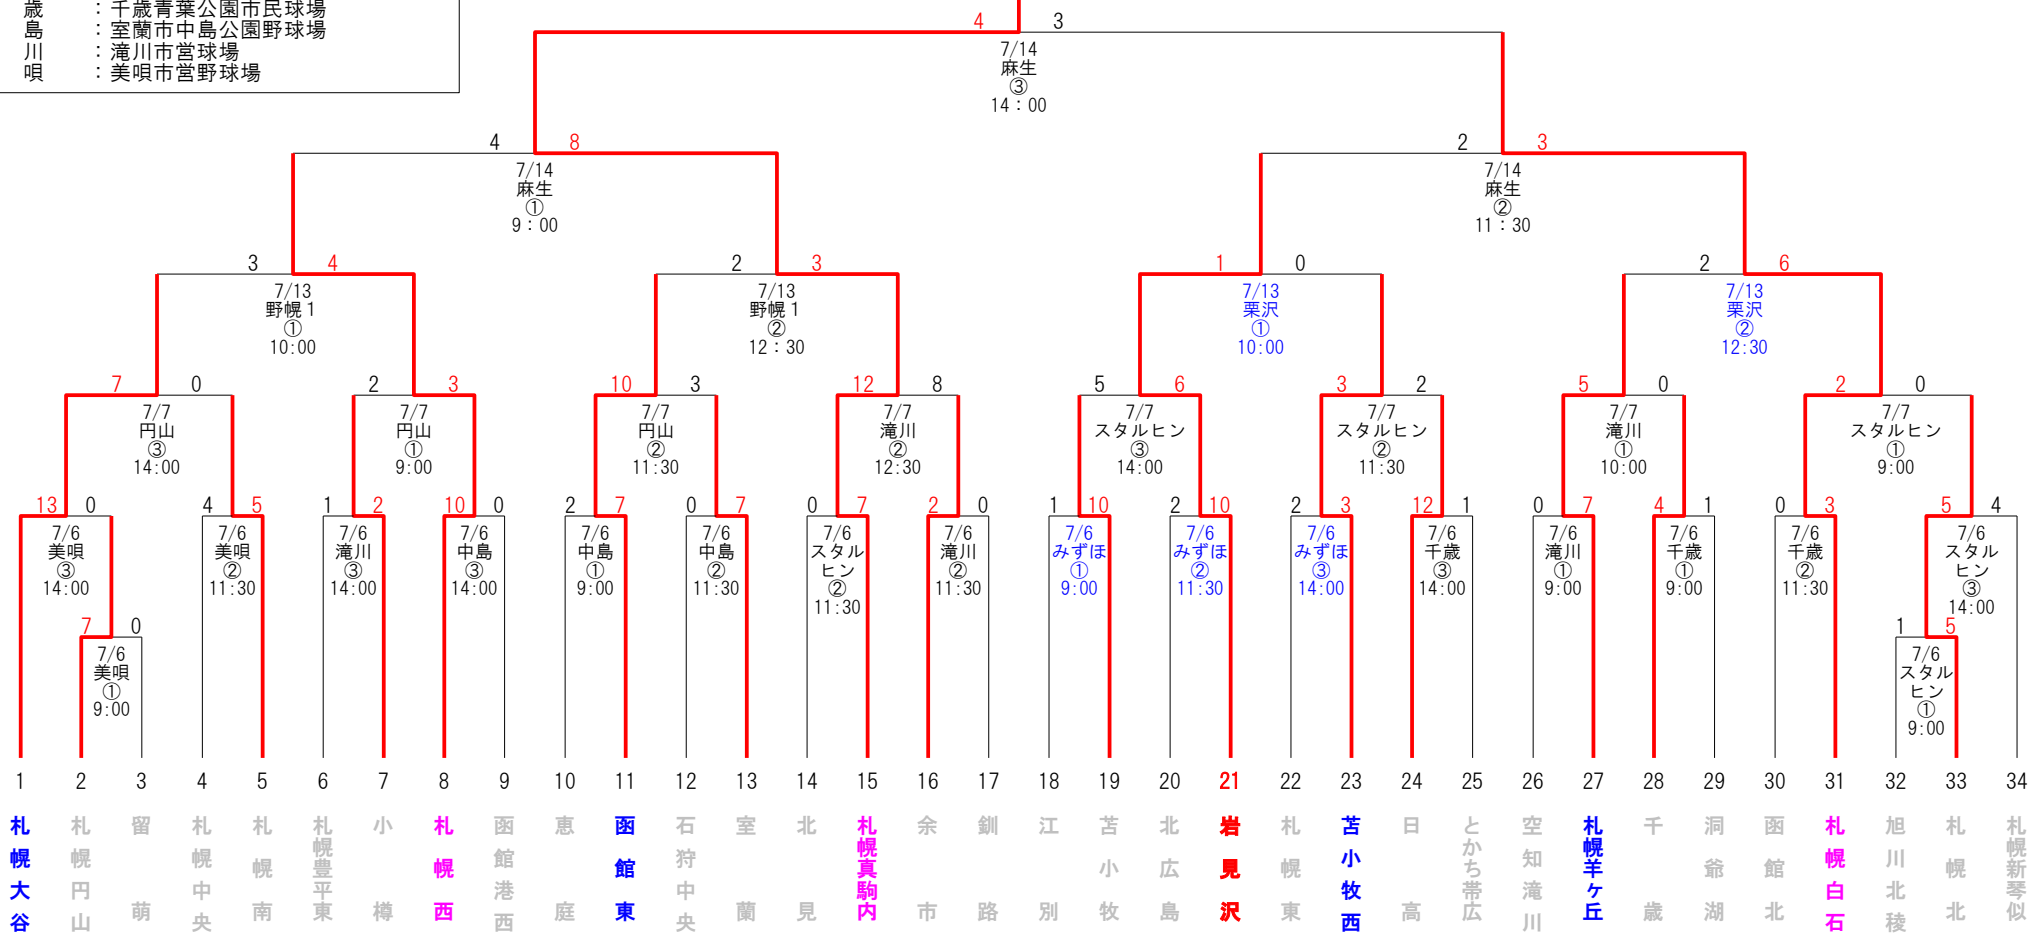 歳 ：千歳青葉公園市民球場
島 ：室蘭市中島公園野球場
川 ：滝川市営球場
唄 ：美唄市営野球場
4 3
7/14
麻生
③
14：00
4 8
7/14
麻生
①
9：00
2 3
7/14
麻生
②
11：30
3 4
7/13
野幌１
①
10:00
2 3
7/13
野幌１
②
12：30
1 0
7/13
栗沢
①
10:00
2 6
7/13
栗沢
②
12:30
7 0
7/7
円山
③
14:00
2 3
7/7
円山
①
9:00
10 3
7/7
円山
②
11:30
12 8
7/7
滝川
②
12:30
5 6
7/7
スタルヒン
③
14:00
3 2
7/7
スタルヒン
②
11:30
5 0
7/7
滝川
①
10:00
2 0
7/7
スタルヒン
①
9:00
13 0
7/6
美唄
③
14:00
4 5
7/6
美唄
②
11:30
1 2
7/6
滝川
③
14:00
10 0
7/6
中島
③
14:00
2 7
7/6
中島
①
9:00
0 7
7/6
中島
②
11:30
0 7
7/6
スタル
ヒン
②
11:30
2 0
7/6
滝川
②
11:30
1 10
7/6
みずほ
①
9:00
2 10
7/6
みずほ
②
11:30
2 3
7/6
みずほ
③
14:00
12 1
7/6
千歳
③
14:00
0 7
7/6
滝川
①
9:00
4 1
7/6
千歳
①
9:00
0 3
7/6
千歳
②
11:30
5 4
7/6
スタル
ヒン
③
14:00
7 0
7/6
美唄
①
9:00
1 5
7/6
スタル
ヒン
①
9:00
1 2 3 4 5 6 7 8 9 10 11 12 13 14 15 16 17 18 19 20 21 22 23 24 25 26 27 28 29 30 31 32 33 34
札幌大谷
札幌円山
留萌
札幌中央
札幌南
札幌豊平東
小樽
札幌西
函館港西
恵庭
函館東
石狩中央
室蘭
北見
札幌真駒内
余市
釧路
江別
苫小牧
北広島
岩見沢
札幌東
苫小牧西
日高
とかち帯広
空知滝川
札幌羊ヶ丘
千歳
洞爺湖
函館北
札幌白石
旭川北稜
札幌北
札幌新琴似